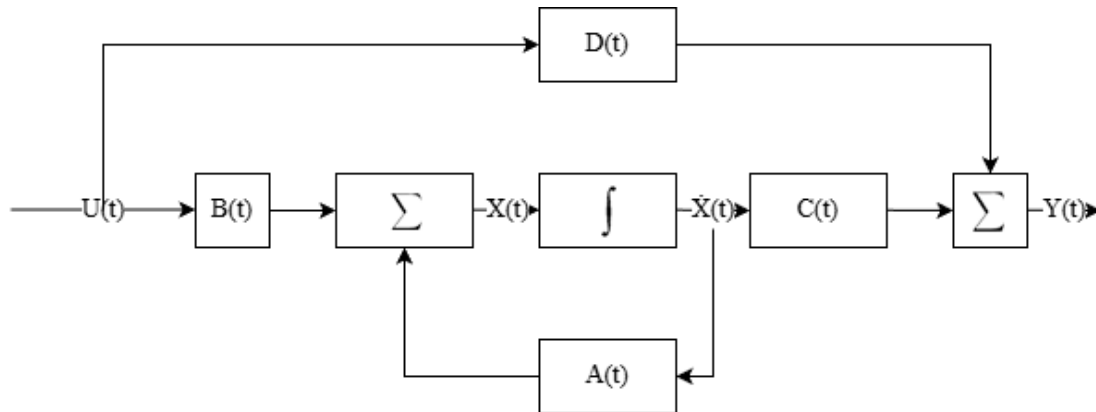 D(t)
U(t) B(t) ∑ X(t) ∫ Ẋ(t) C(t) ∑ Y(t)
A(t)